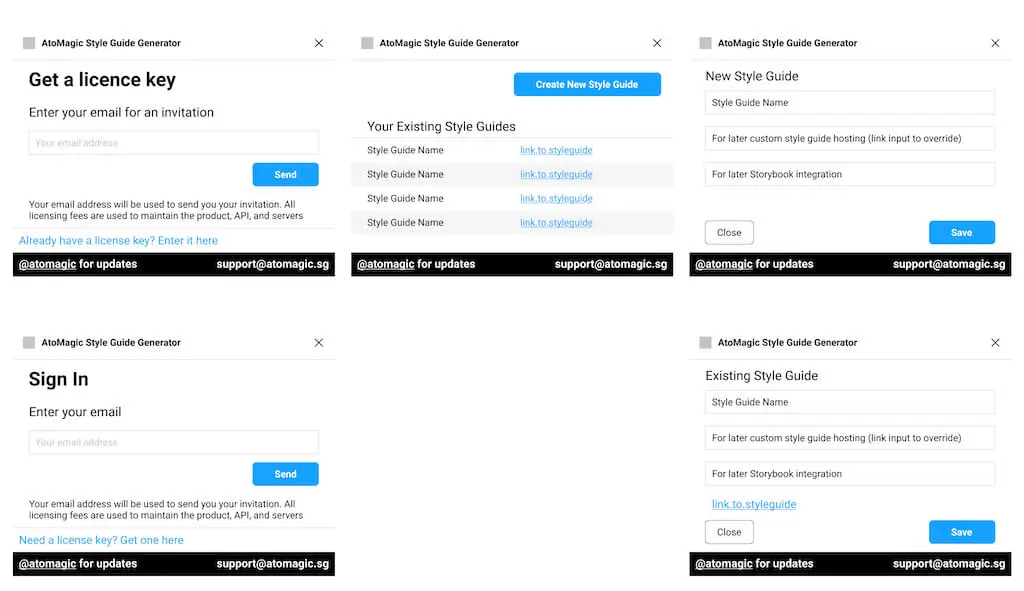 AtoMagic Style Guide Generator
Get a licence key
Enter your email for an invitation
Your email address
Send
Your email address will be used to send you your invitation. All
licensing fees are used to maintain the product, API, and servers
Already have a license key? Enter it here
@atomagic for updates support@atomagic.sg
AtoMagic Style Guide Generator
Create New Style Guide
Your Existing Style Guides
Style Guide Name link.to.styleguide
Style Guide Name link.to.styleguide
Style Guide Name link.to.styleguide
Style Guide Name link.to.styleguide
@atomagic for updates support@atomagic.sg
AtoMagic Style Guide Generator
New Style Guide
Style Guide Name
For later custom style guide hosting (link input to override)
For later Storybook integration
Close Save
@atomagic for updates support@atomagic.sg
AtoMagic Style Guide Generator
Sign In
Enter your email
Your email address
Send
Your email address will be used to send you your invitation. All
licensing fees are used to maintain the product, API, and servers
Need a license key? Get one here
@atomagic for updates support@atomagic.sg
AtoMagic Style Guide Generator
Existing Style Guide
Style Guide Name
For later custom style guide hosting (link input to override)
For later Storybook integration
link.to.styleguide
Close Save
@atomagic for updates support@atomagic.sg